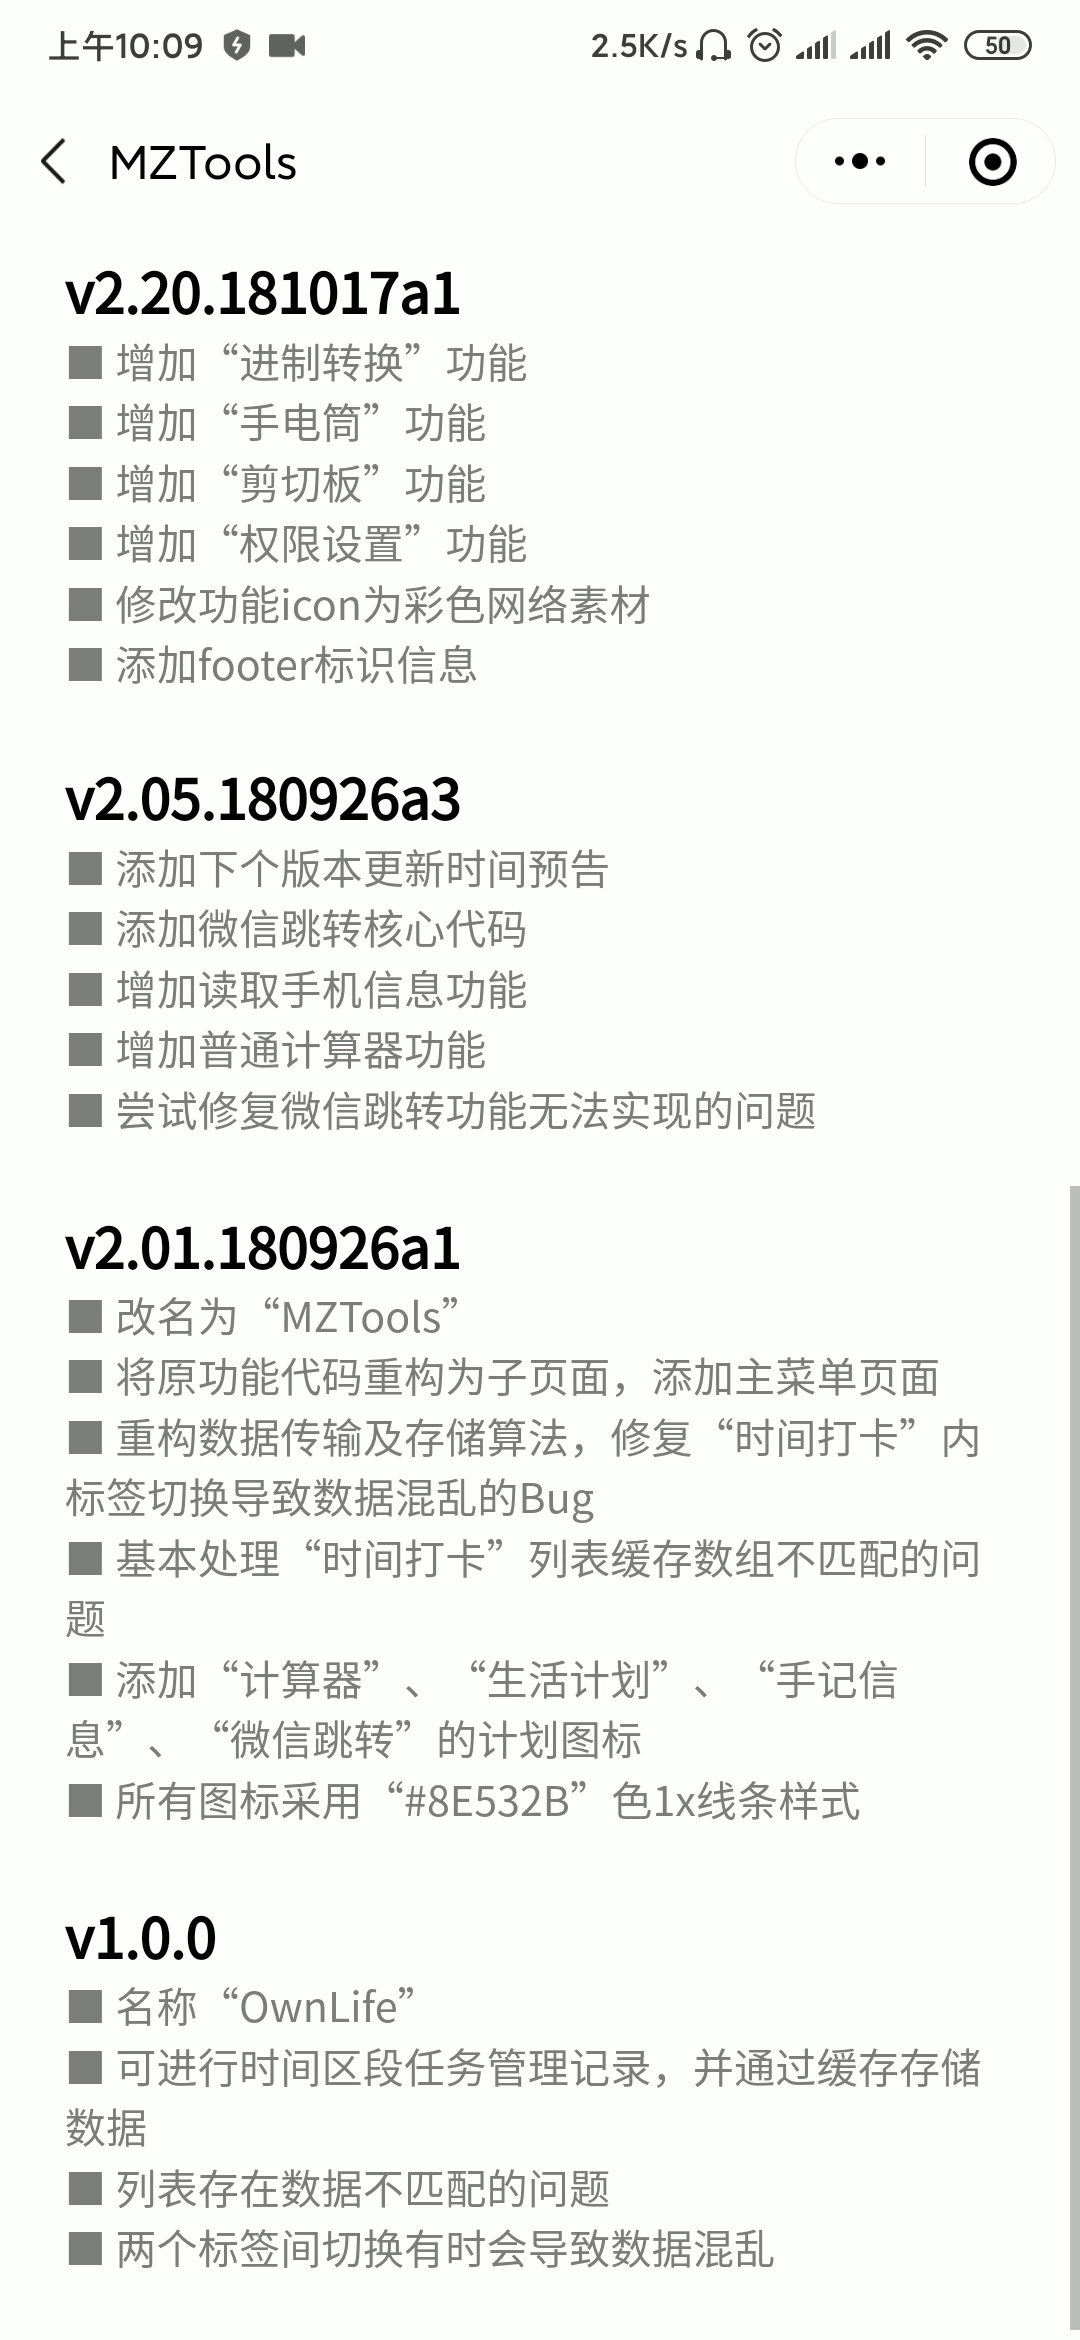 上午10:09
2.5K/s
50
MZTools
v2.20.181017a1
■ 增加“进制转换”功能
■ 增加“手电筒”功能
■ 增加“剪切板”功能
■ 增加“权限设置”功能
■ 修改功能icon为彩色网络素材
■ 添加footer标识信息
v2.05.180926a3
■ 添加下个版本更新时间预告
■ 添加微信跳转核心代码
■ 增加读取手机信息功能
■ 增加普通计算器功能
■ 尝试修复微信跳转功能无法实现的问题
v2.01.180926a1
■ 改名为“MZTools”
■ 将原功能代码重构为子页面，添加主菜单页面
■ 重构数据传输及存储算法，修复“时间打卡”内
标签切换导致数据混乱的Bug
■ 基本处理“时间打卡”列表缓存数组不匹配的问
题
■ 添加“计算器”、“生活计划”、“手记信
息”、“微信跳转”的计划图标
■ 所有图标采用“#8E532B”色1x线条样式
v1.0.0
■ 名称“OwnLife”
■ 可进行时间区段任务管理记录，并通过缓存存储
数据
■ 列表存在数据不匹配的问题
■ 两个标签间切换有时会导致数据混乱